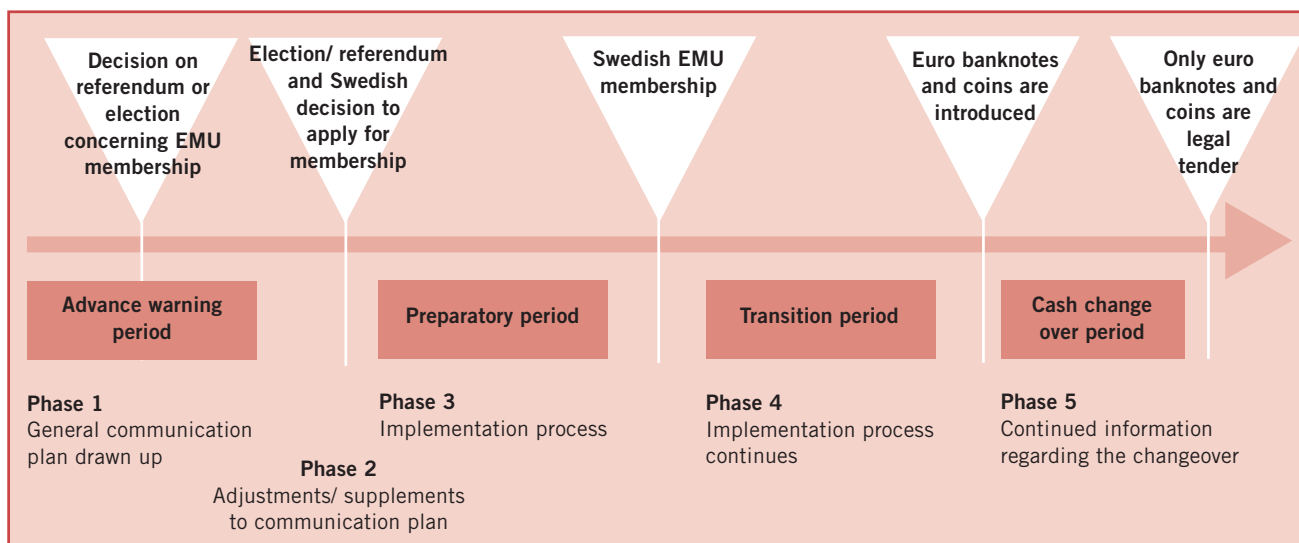 Decision on
referendum or
election
concerning EMU
membership
Election/ referendum
and Swedish
decision to
apply for
membership
Swedish EMU
membership
Euro banknotes
and coins are
introduced
Only euro
banknotes and
coins are
legal
tender
Advance warning
period
Preparatory period
Transition period
Cash change
over period
Phase 1
General communication
plan drawn up
Phase 2
Adjustments/ supplements
to communication plan
Phase 3
Implementation process
Phase 4
Implementation process
continues
Phase 5
Continued information
regarding the changeover